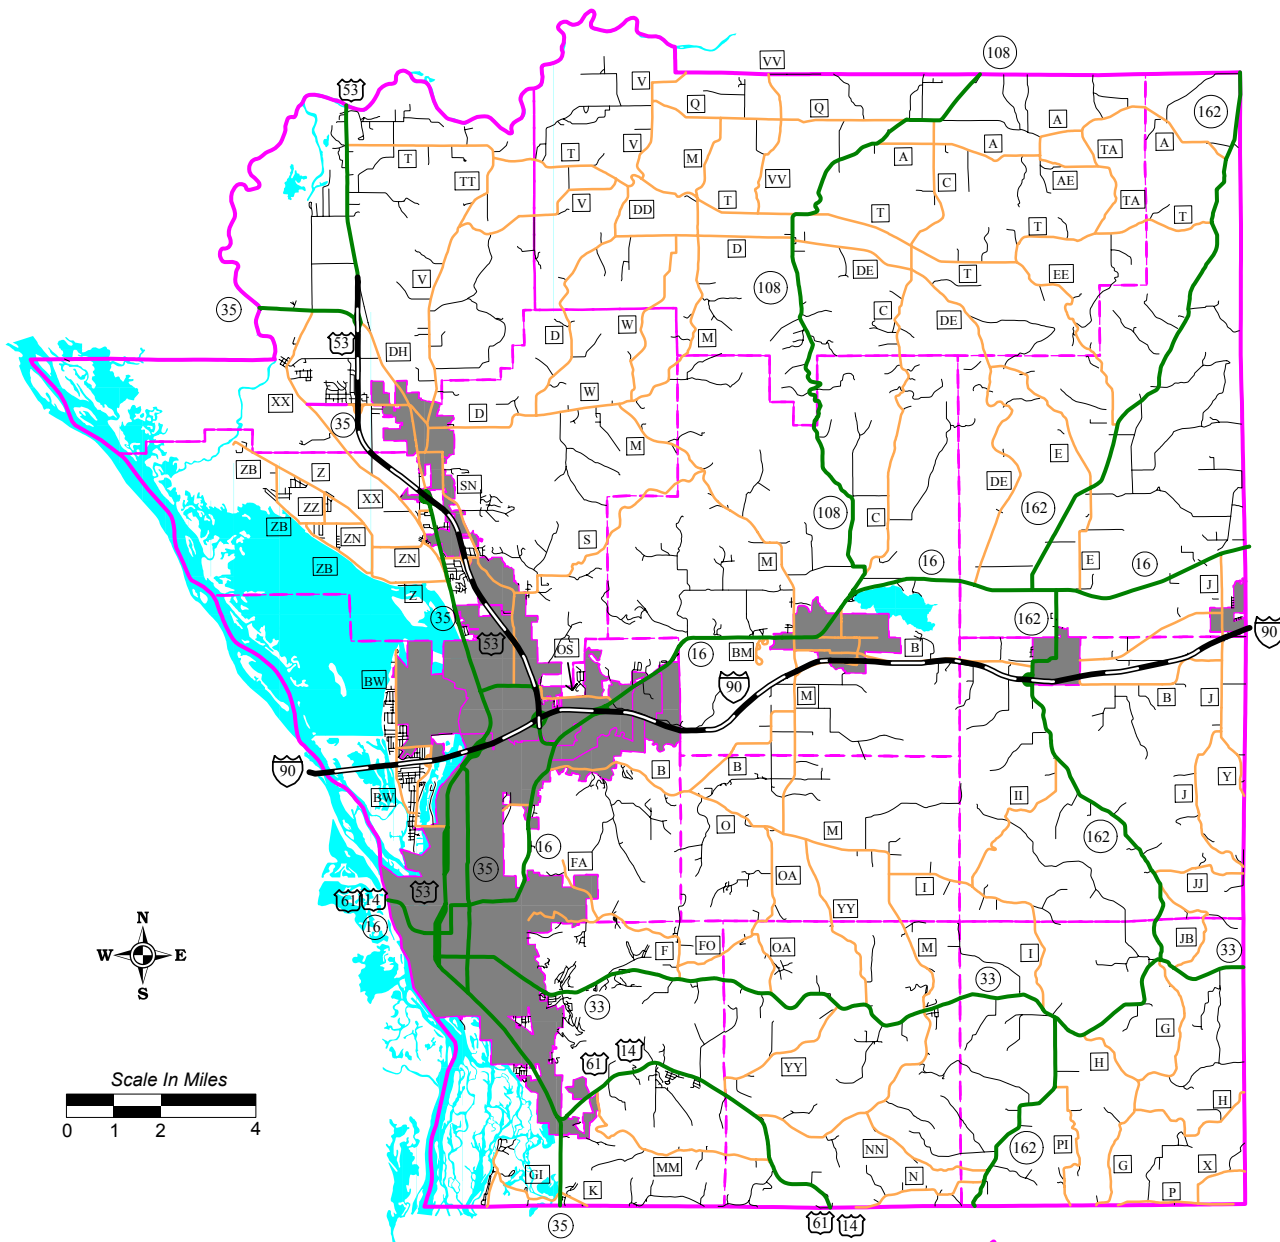 108
VV
V
53
Q
Q
162
A
V
M
A
A
TA
A
T
T
TT
VV
C
AE
V
DD
T
T
TA
T
T
D
DE
T
EE
V
108
35
C
DE
W
D
M
53
DH
W
XX
D
35
M
E
ZB
Z
SN
DE
XX
ZZ
108
C
162
ZB
ZN
S
ZN
M
16
E
16
ZB
J
Z
35
162
53
OS
16
BM
B
90
90
BW
M
B
J
90
B
B
Y
BW
II
J
O
M
162
16
FA
35
OA
I
JJ
53
61
14
YY
16
N
W
E
S
F
FO
OA
M
I
JB
33
33
33
G
14
61
YY
H
Scale In Miles
0
1
2
4
H
162
PI
NN
GI
MM
N
G
X
K
P
35
61
14